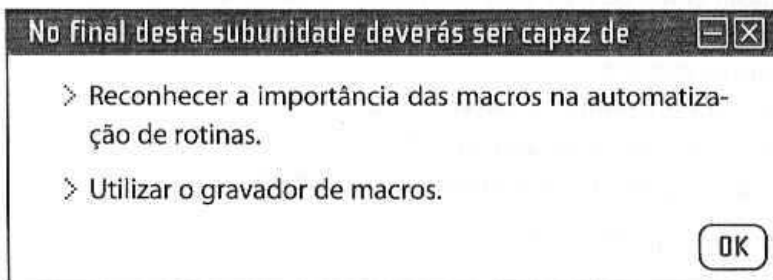 No final desta subunidade deverás ser capaz de
> Reconhecer a importância das macros na automatiza-
ção de rotinas.
> Utilizar o gravador de macros.
OK